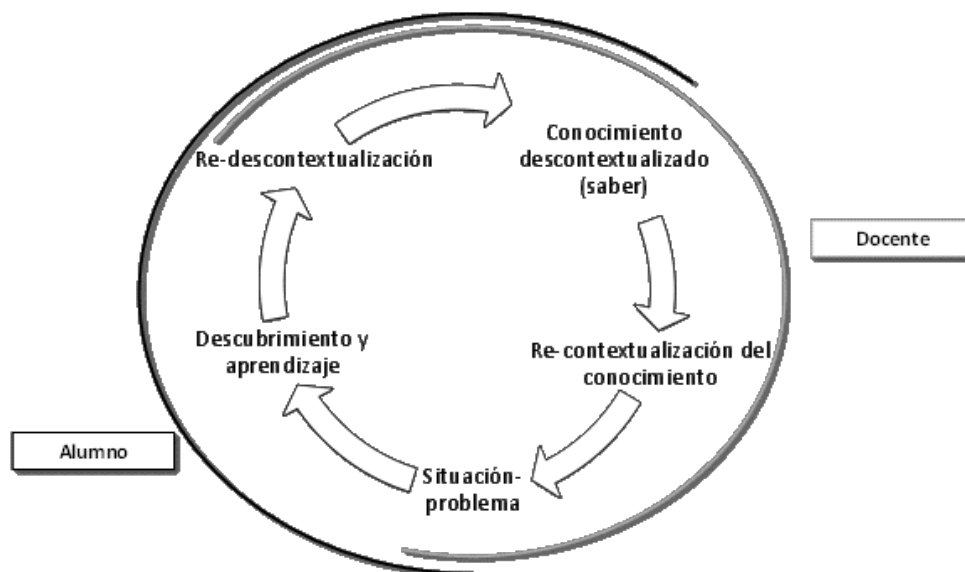 Conocimiento
descontextualizado
(saber)
Re-descontextualización
Docente
Descubrimiento y
aprendizaje
Re-contextualización del
conocimiento
Alumno
Situación-
problema